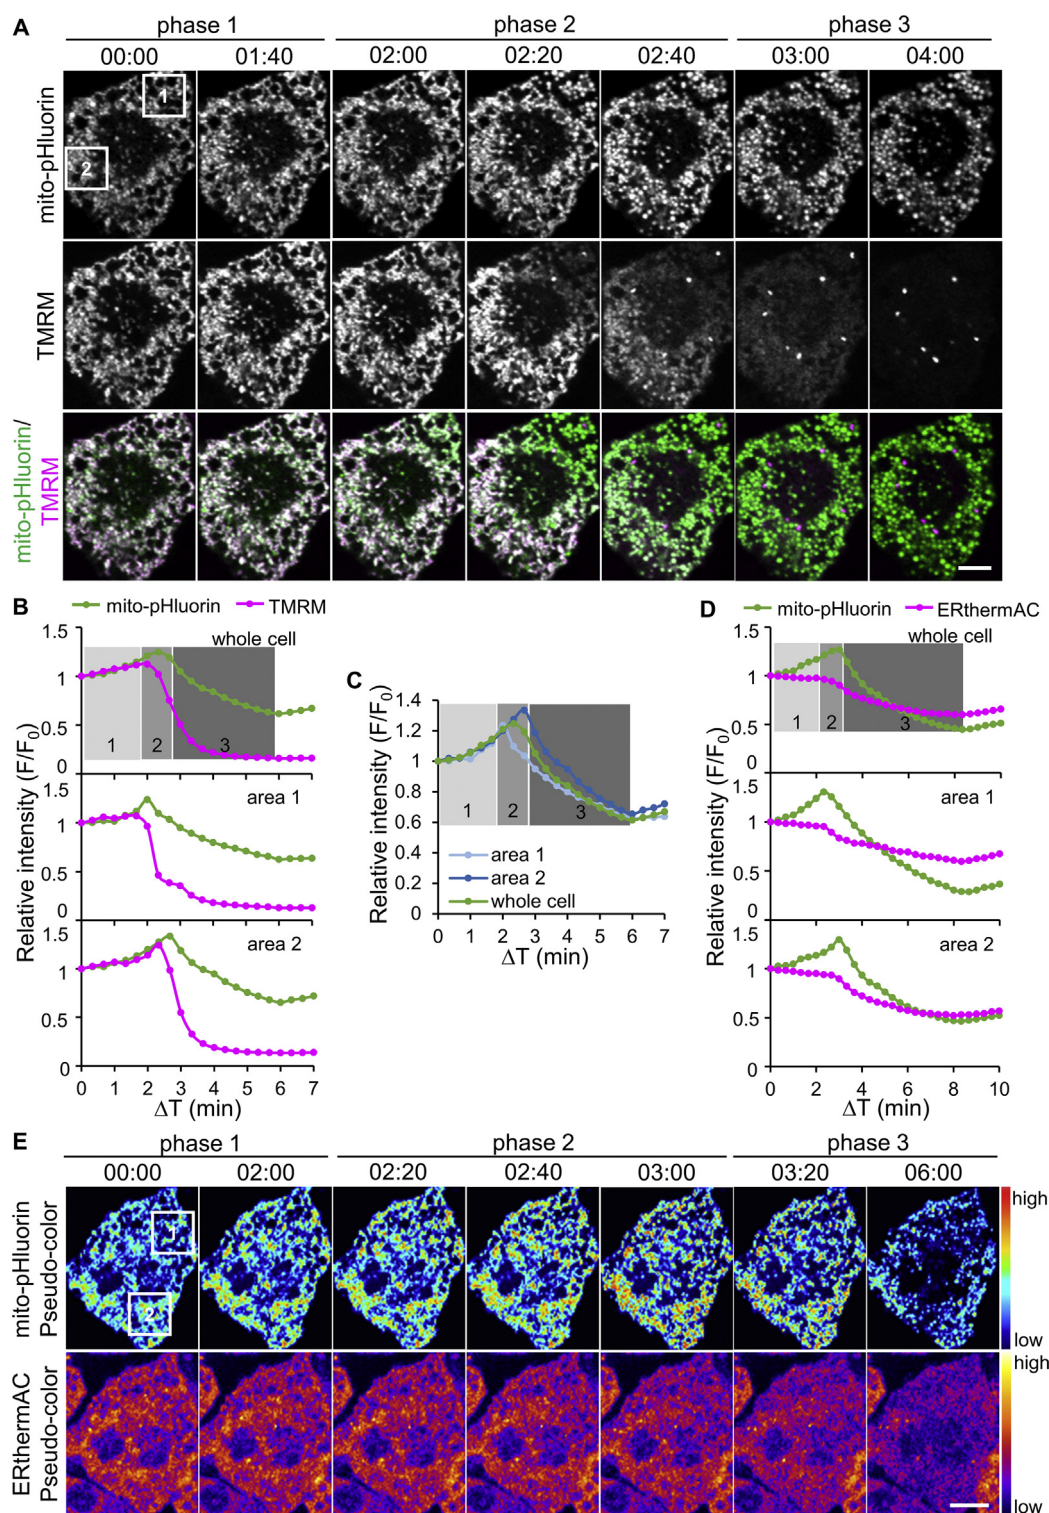 A
phase 1 phase 2 phase 3
00:00 01:40 02:00 02:20 02:40 03:00 04:00
mito-pHluorin
1
2
TMRM
mito-pHluorin/
TMRM
B
mito-pHluorin TMRM
Relative intensity (F/F0)
1.5
1
0.5
0
whole cell
1 2 3
1.5
1
0.5
0
area 1
1.5
1
0.5
0
area 2
0 1 2 3 4 5 6 7
ΔT (min)
C
Relative intensity (F/F0)
1.4
1.2
1.0
0.8
0.6
0.4
0.2
0
1 2 3
area 1
area 2
whole cell
0 1 2 3 4 5 6 7
ΔT (min)
D
mito-pHluorin ERthermAC
Relative intensity (F/F0)
1.5
1
0.5
0
whole cell
1 2 3
1.5
1
0.5
0
area 1
1.5
1
0.5
0
area 2
0 2 4 6 8 10
ΔT (min)
E
phase 1 phase 2 phase 3
00:00 02:00 02:20 02:40 03:00 03:20 06:00
mito-pHluorin
Pseudo-color
1
2
high
low
ERthermAC
Pseudo-color
high
low